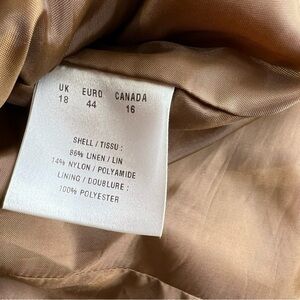 UK EURO CANADA
18 44 16
SHELL / TISSU :
86% LINEN / LIN
14% NYLON / POLYAMIDE
LINING / DOUBLURE :
100% POLYESTER